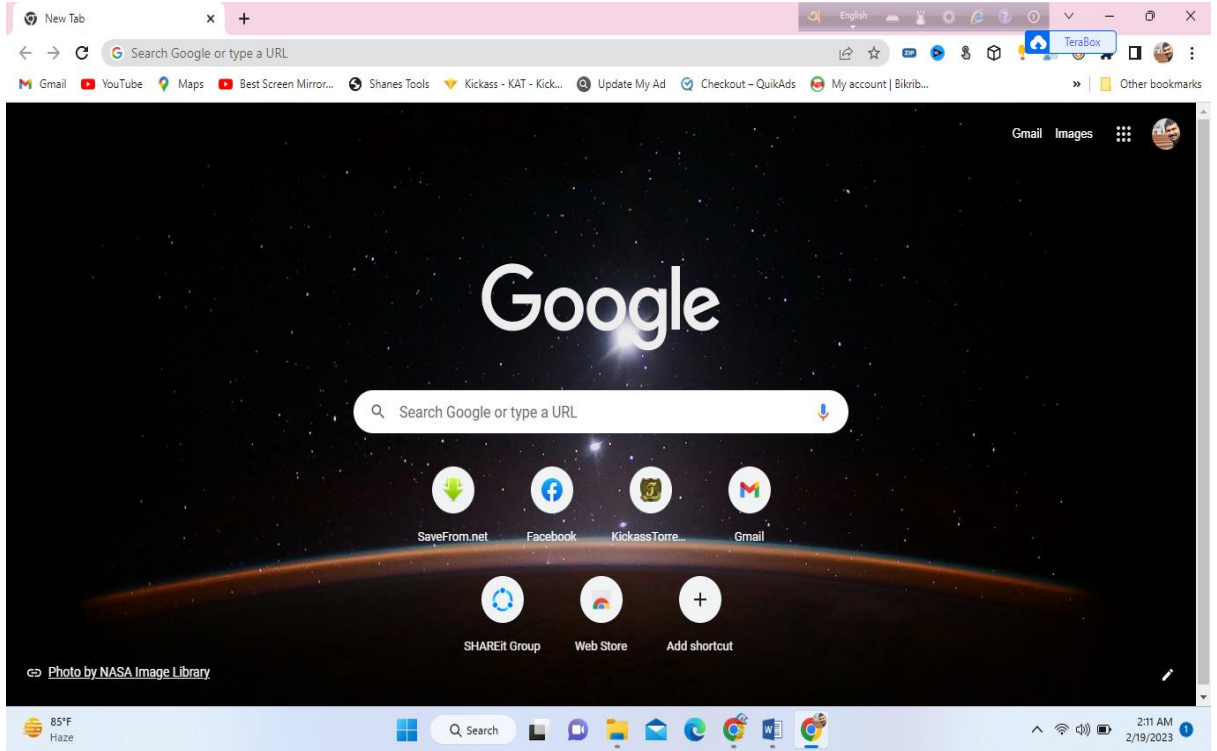 New Tab
অ English
TeraBox
Search Google or type a URL
ZIP
Gmail YouTube Maps Best Screen Mirror... Shanes Tools Kickass - KAT - Kick... Update My Ad Checkout – QuikAds My account | Bikrib... » Other bookmarks
Gmail Images
Google
Search Google or type a URL
SaveFrom.net Facebook KickassTorre... Gmail
SHAREit Group Web Store Add shortcut
Photo by NASA Image Library
85°F
Haze
Search
2:11 AM
2/19/2023
1